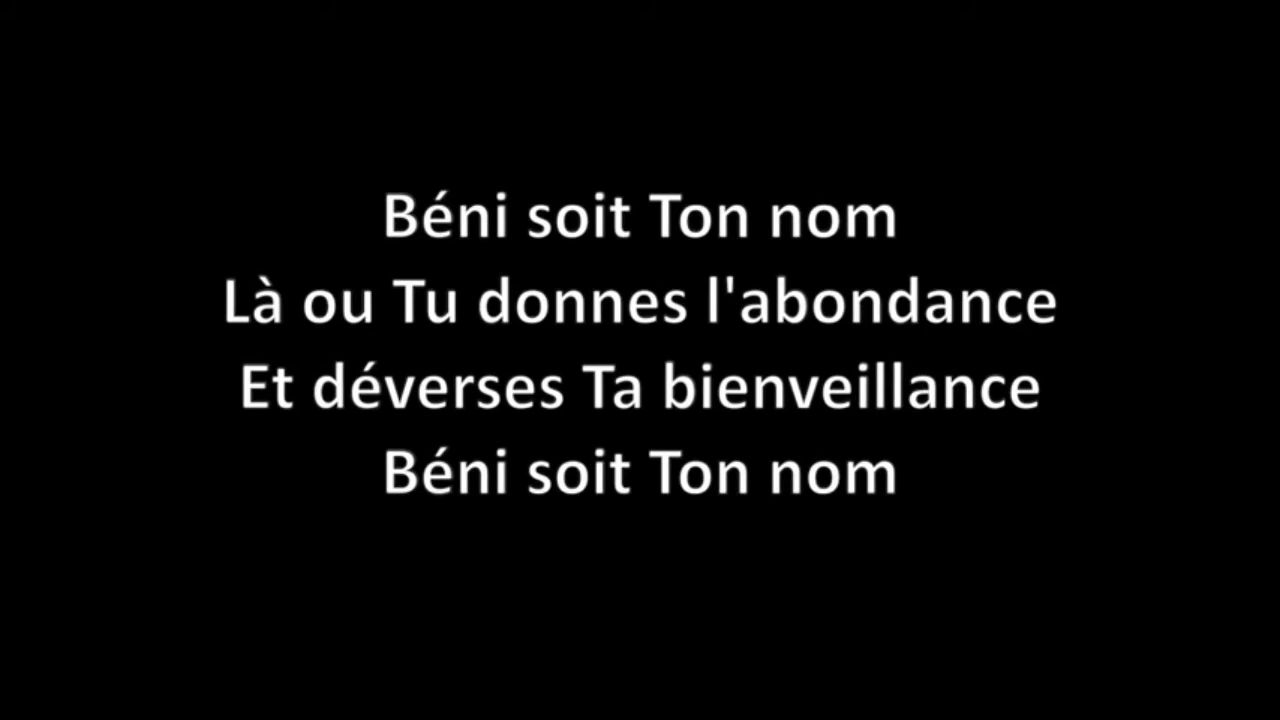 Béni soit Ton nom
Là ou Tu donnes l'abondance
Et déverses Ta bienveillance
Béni soit Ton nom